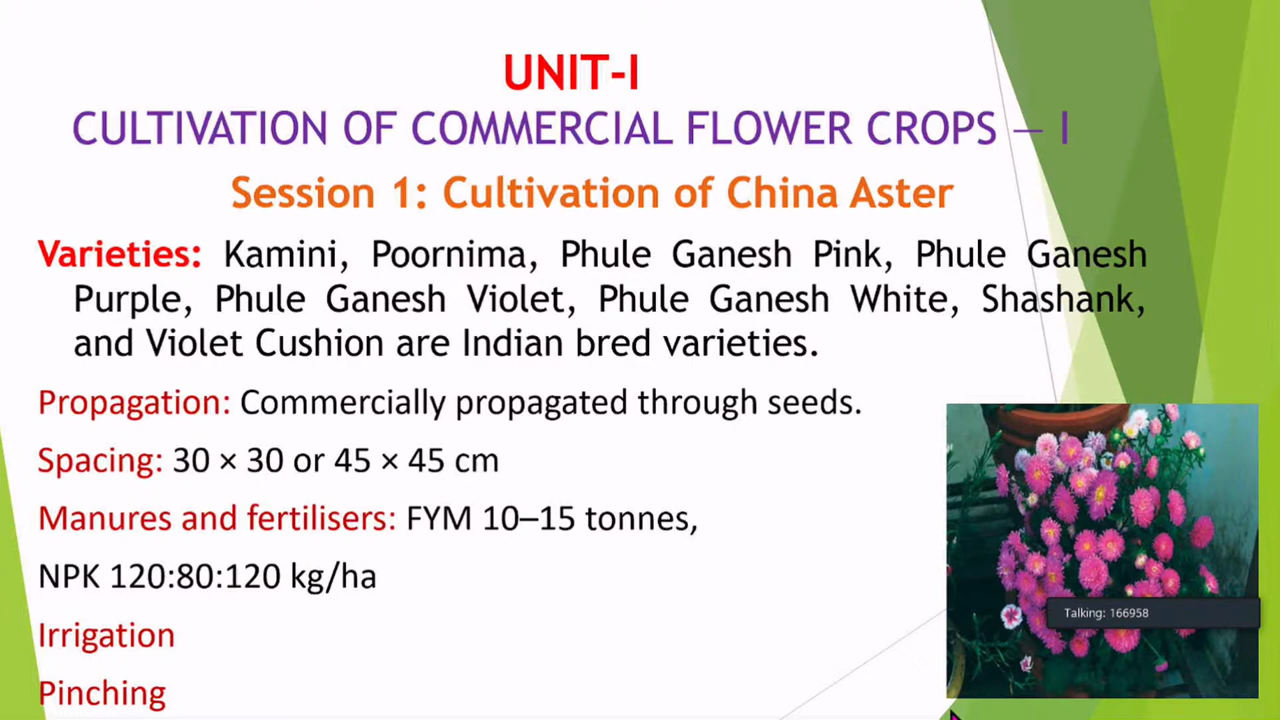 UNIT-I
CULTIVATION OF COMMERCIAL FLOWER CROPS – I
Session 1: Cultivation of China Aster
Varieties: Kamini, Poornima, Phule Ganesh Pink, Phule Ganesh
Purple, Phule Ganesh Violet, Phule Ganesh White, Shashank,
and Violet Cushion are Indian bred varieties.
Propagation: Commercially propagated through seeds.
Spacing: 30 × 30 or 45 × 45 cm
Manures and fertilisers: FYM 10–15 tonnes,
NPK 120:80:120 kg/ha
Talking: 166958
Irrigation
Pinching